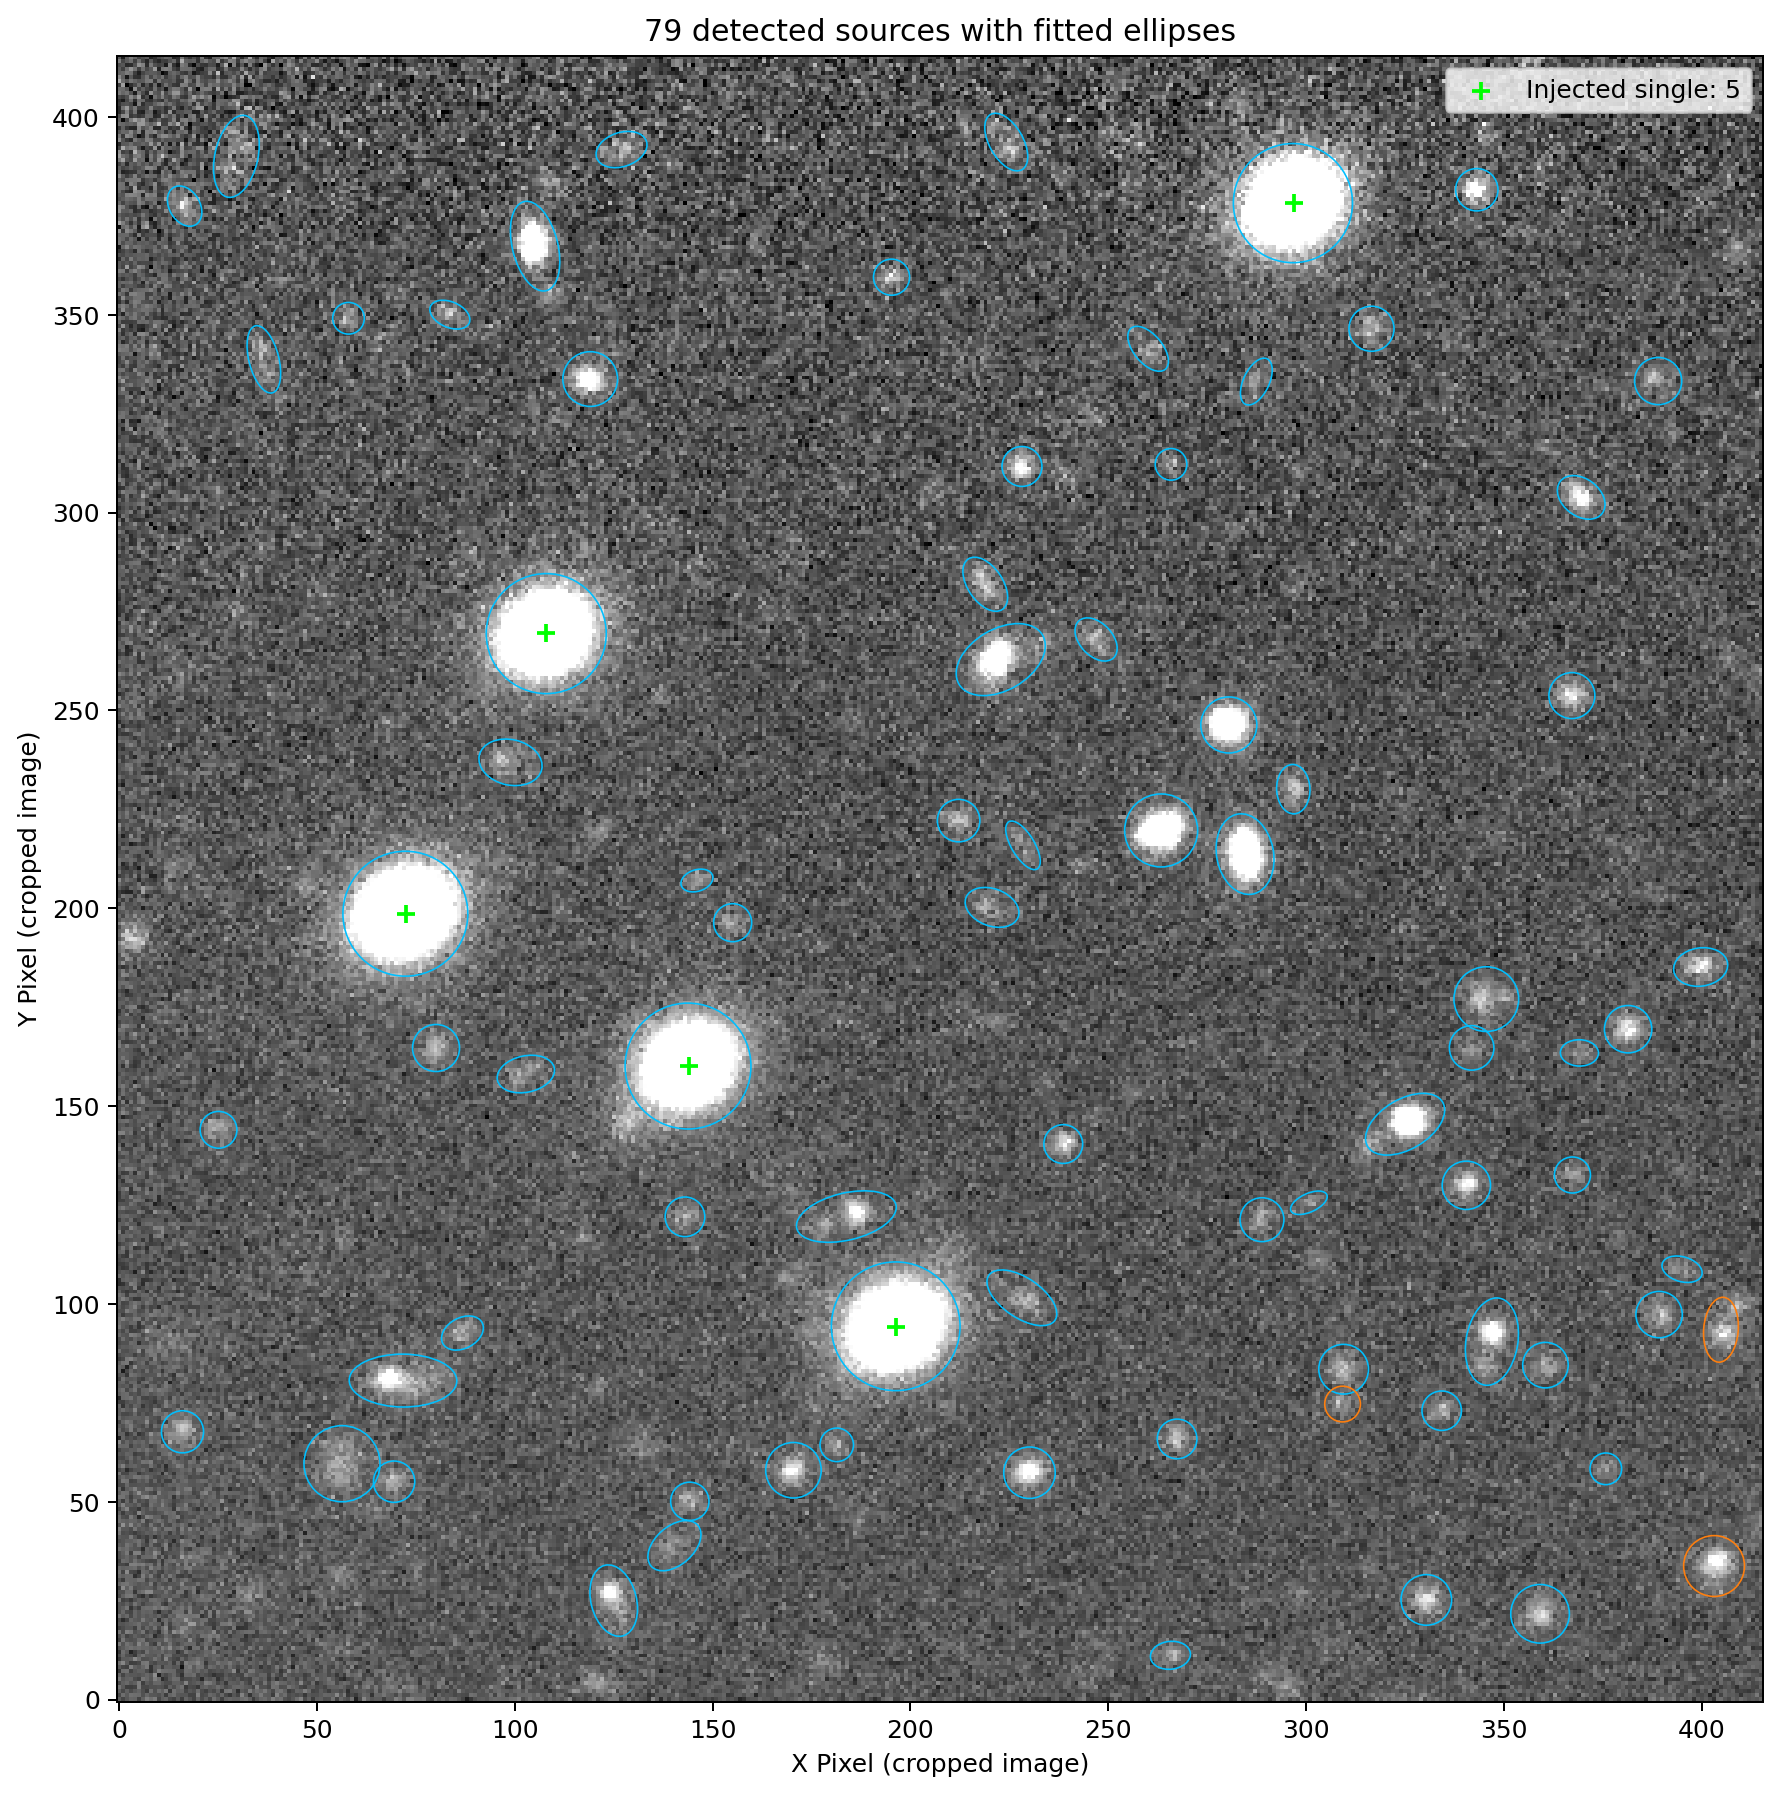 79 detected sources with fitted ellipses
Injected single: 5
Y Pixel (cropped image)
400
350
300
250
200
150
100
50
0
0 50 100 150 200 250 300 350 400
X Pixel (cropped image)